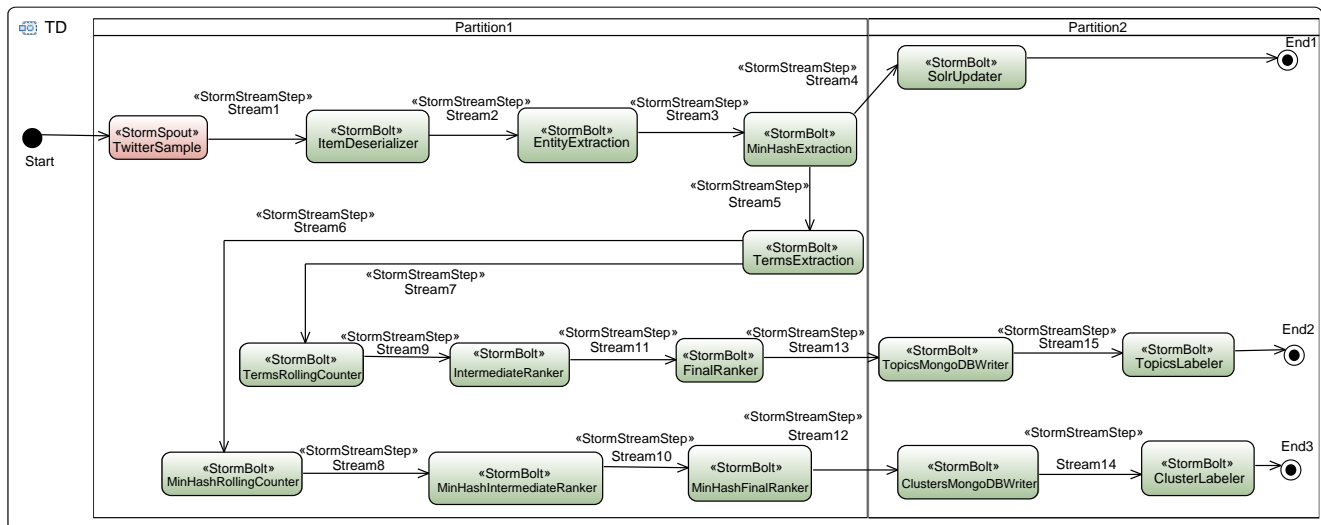 TD
Partition1
Partition2
Start
«StormSpout»
TwitterSample
«StormStreamStep»
Stream1
«StormBolt»
ItemDeserializer
«StormStreamStep»
Stream2
«StormBolt»
EntityExtraction
«StormStreamStep»
Stream3
«StormBolt»
MinHashExtraction
«StormStreamStep»
Stream4
«StormBolt»
SolrUpdater
End1
«StormStreamStep»
Stream5
«StormBolt»
TermsExtraction
«StormStreamStep»
Stream6
«StormStreamStep»
Stream7
«StormBolt»
TermsRollingCounter
«StormStreamStep»
Stream9
«StormBolt»
IntermediateRanker
«StormStreamStep»
Stream11
«StormBolt»
FinalRanker
«StormStreamStep»
Stream13
«StormBolt»
TopicsMongoDBWriter
«StormStreamStep»
Stream15
«StormBolt»
TopicsLabeler
End2
«StormBolt»
MinHashRollingCounter
«StormStreamStep»
Stream8
«StormBolt»
MinHashIntermediateRanker
«StormStreamStep»
Stream10
«StormBolt»
MinHashFinalRanker
«StormStreamStep»
Stream12
«StormBolt»
ClustersMongoDBWriter
«StormStreamStep»
Stream14
«StormBolt»
ClusterLabeler
End3